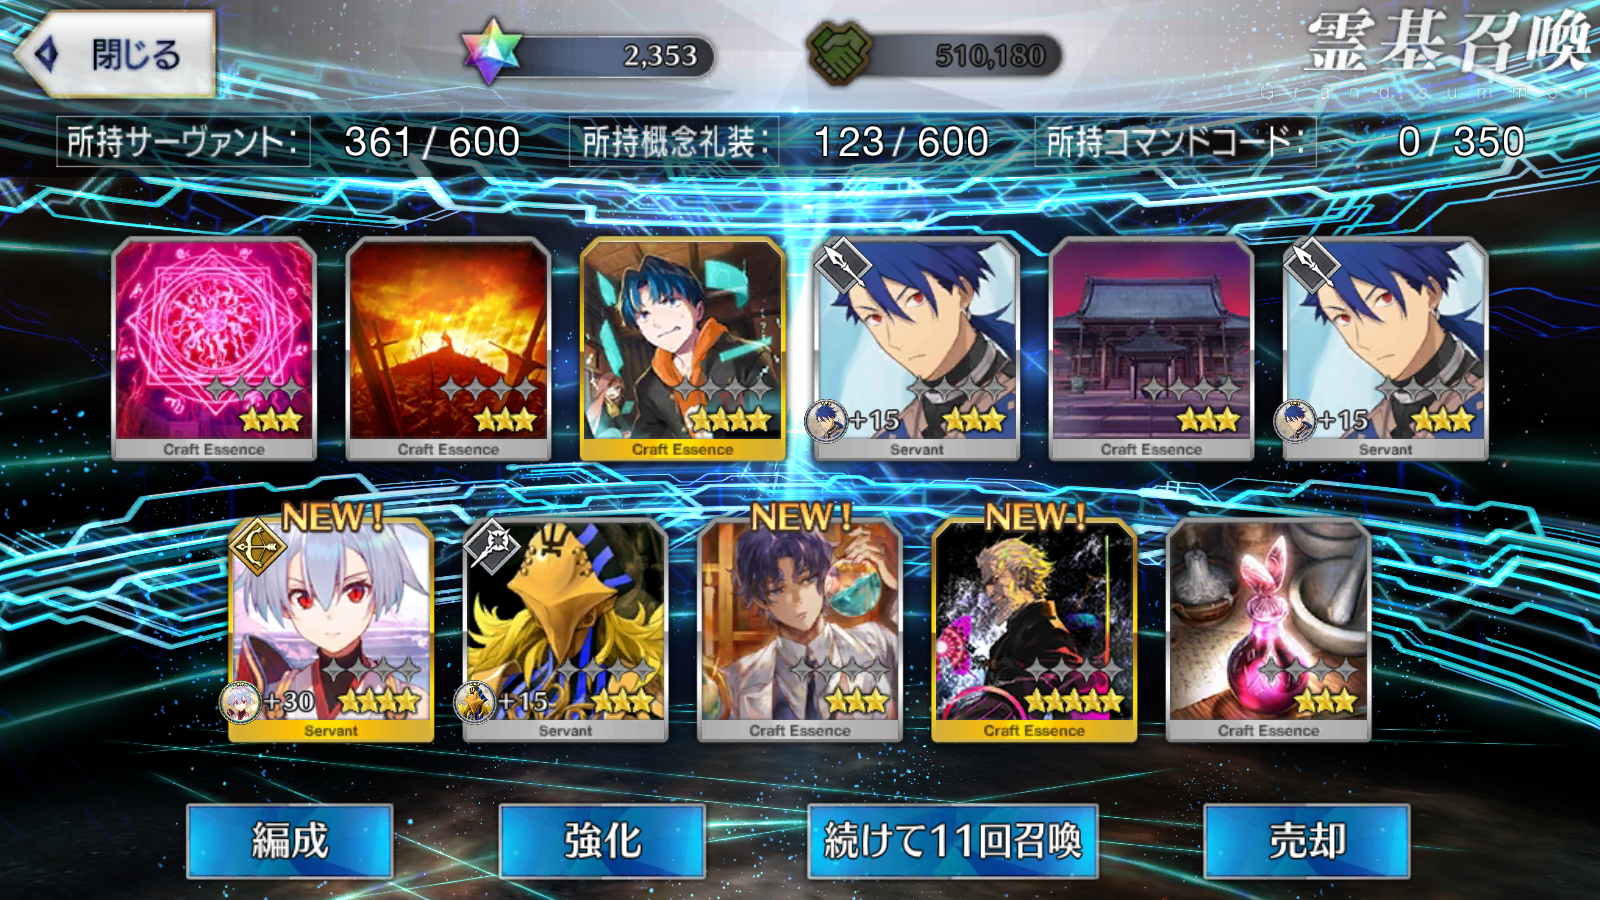 閉じる
2,353
510,180
霊基召喚
Grand summon
所持サーヴァント:
361/600
所持概念礼装:
123/600
所持コマンドコード:
0/350
Craft Essence
Craft Essence
Craft Essence
+15
Servant
Craft Essence
+15
Servant
NEW!
+30
Servant
+15
Servant
NEW!
Craft Essence
NEW!
Craft Essence
Craft Essence
編成
強化
続けて11回召喚
売却